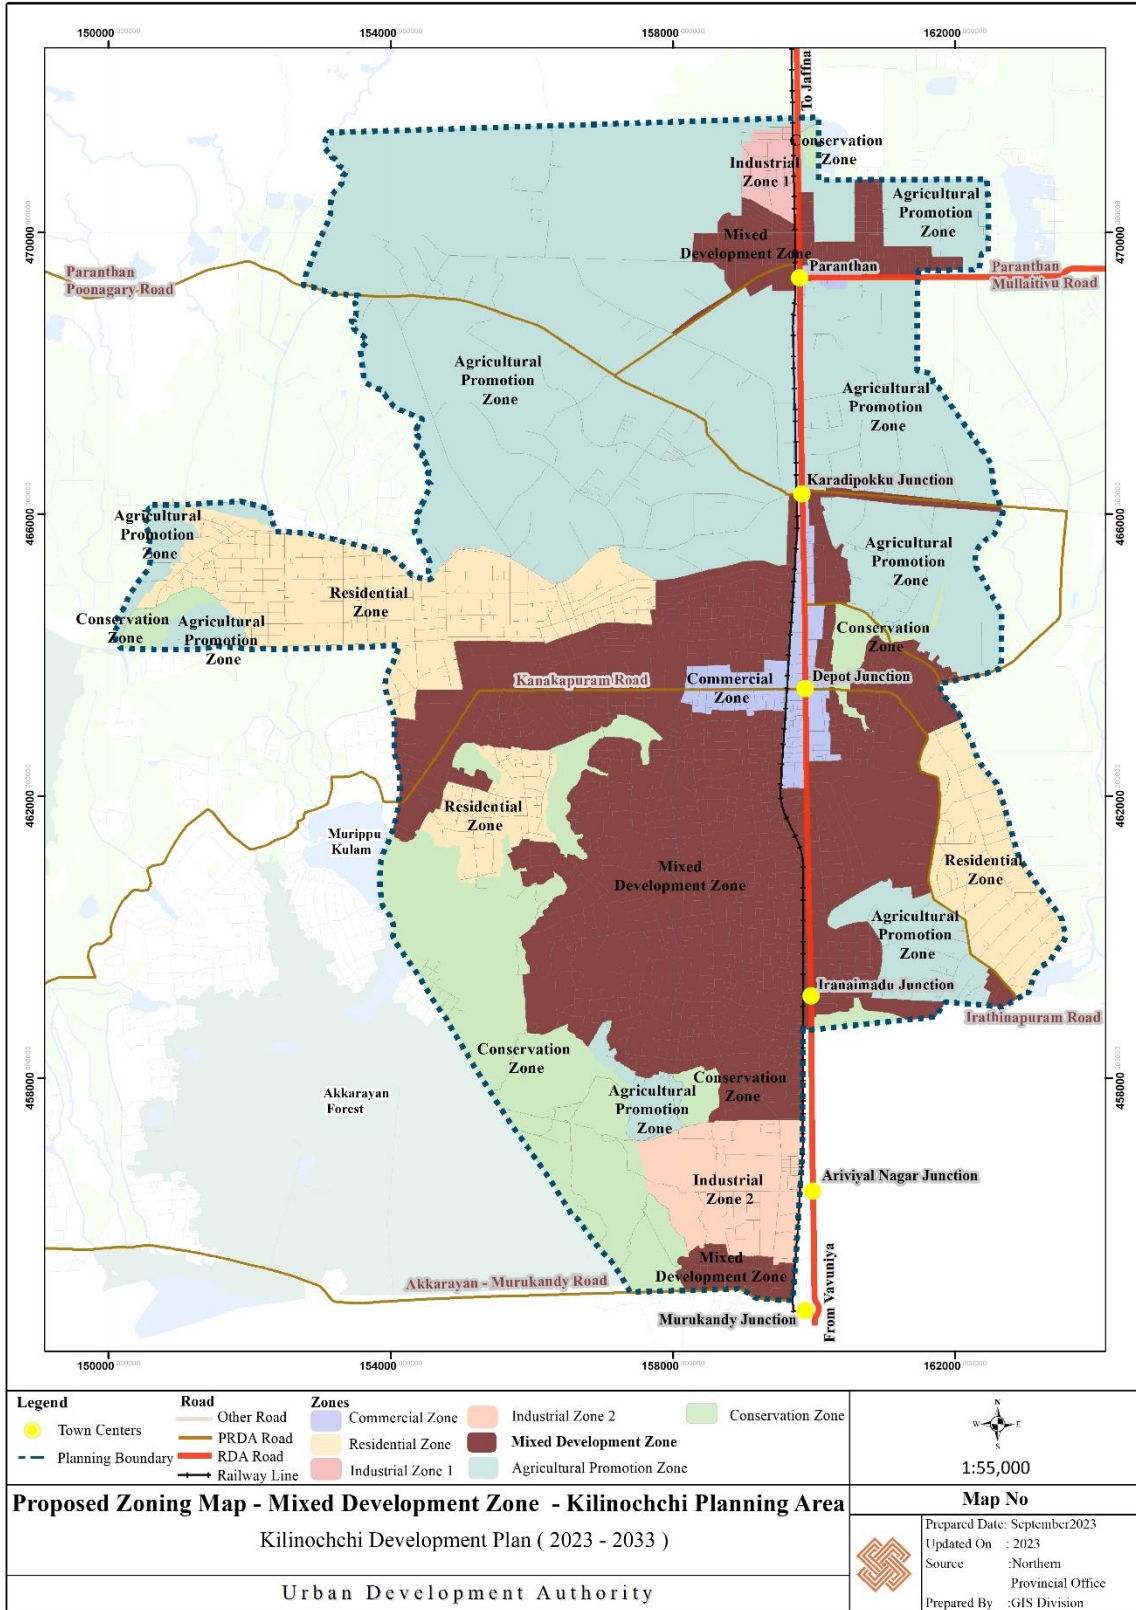 150000
154000
158000
162000
To Jaffna
Conservation
Zone
Industrial
Zone 1
Agricultural
Promotion
Zone
470000
470000
Mixed
Development Zone
Paranthan
Paranthan
Poonagary Road
Paranthan
Mullaitivu Road
Agricultural
Promotion
Zone
Agricultural
Promotion
Zone
Karadipokku Junction
466000
466000
Agricultural
Promotion
Zone
Agricultural
Promotion
Zone
Residential
Zone
Conservation
Zone
Agricultural
Promotion
Zone
Conservation
Zone
Kanakapuram Road
Commercial
Zone
Depot Junction
462000
462000
Residential
Zone
Murippu
Kulam
Mixed
Development Zone
Residential
Zone
Agricultural
Promotion
Zone
Iranaimadu Junction
Irathinapuram Road
Conservation
Zone
458000
458000
Akkarayan
Forest
Agricultural
Promotion
Zone
Conservation
Zone
Industrial
Zone 2
Ariviyal Nagar Junction
Mixed
Development Zone
Akkarayan - Murukandy Road
Murukandy Junction
From Vavuniya
150000
154000
158000
162000
Legend
Town Centers
Planning Boundary
Road
Other Road
PRDA Road
RDA Road
Railway Line
Zones
Commercial Zone
Residential Zone
Industrial Zone 1
Industrial Zone 2
Mixed Development Zone
Agricultural Promotion Zone
Conservation Zone
N
W E
S
1:55,000
Proposed Zoning Map - Mixed Development Zone - Kilinochchi Planning Area
Kilinochchi Development Plan ( 2023 - 2033 )
Urban Development Authority
Map No
Prepared Date: September2023
Updated On : 2023
Source :Northern
Provincial Office
Prepared By :GIS Division